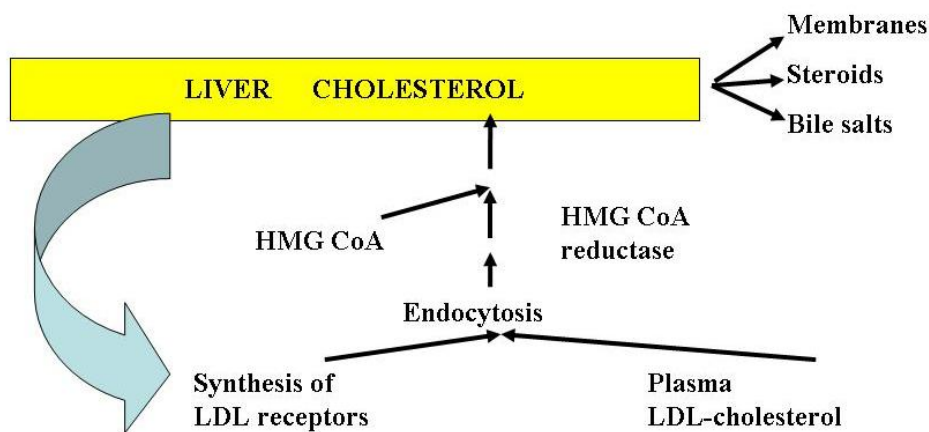 Membranes
LIVER CHOLESTEROL
Steroids
Bile salts
HMG CoA
HMG CoA
reductase
Endocytosis
Synthesis of
LDL receptors
Plasma
LDL-cholesterol